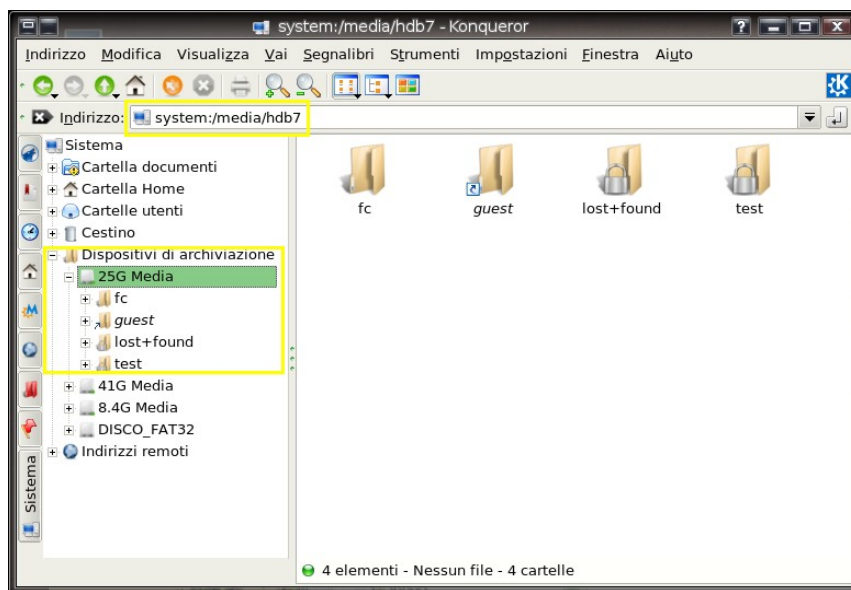 system:/media/hdb7 - Konqueror
?
Indirizzo Modifica Visualizza Vai Segnalibri Strumenti Impostazioni Finestra Aiuto
Indirizzo: system:/media/hdb7
Sistema
Cartella documenti
Cartella Home
Cartelle utenti
Cestino
Dispositivi di archiviazione
25G Media
fc
guest
lost+found
test
41G Media
8.4G Media
DISCO_FAT32
Indirizzi remoti
Sistema
fc guest lost+found test
4 elementi - Nessun file - 4 cartelle